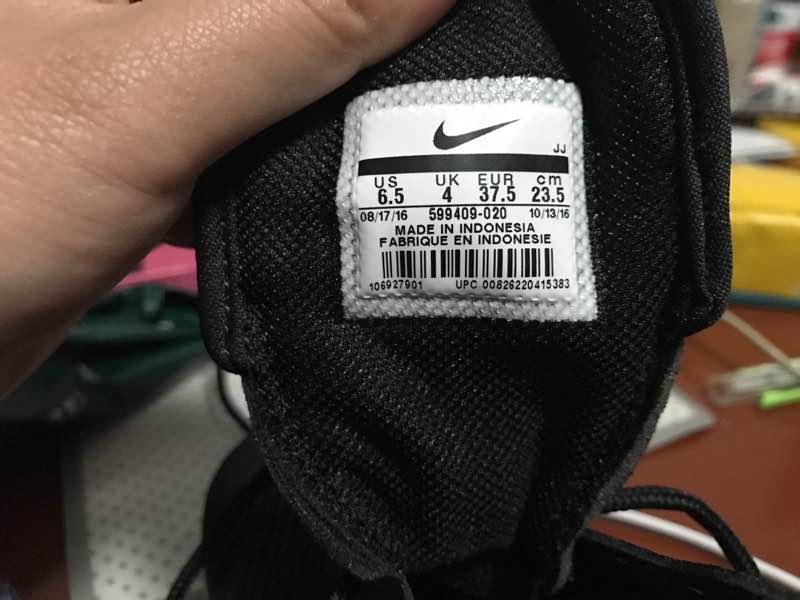 JJ
US UK EUR cm
6.5 4 37.5 23.5
08/17/16 599409-020 10/13/16
MADE IN INDONESIA
FABRIQUE EN INDONESIE
106927901 UPC 00826220415383